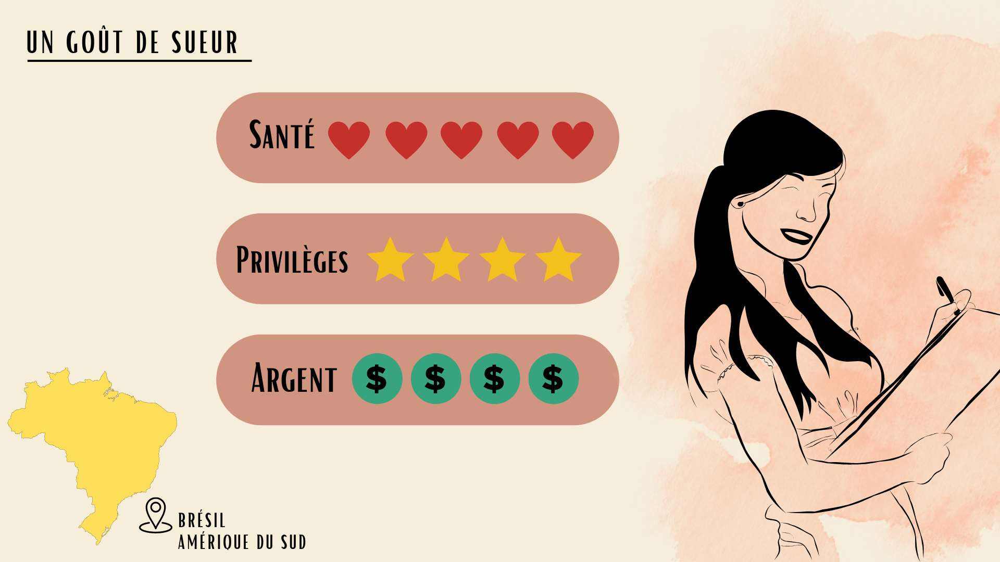 UN GOÛT DE SUEUR
SANTÉ
PRIVILÈGES
ARGENT $ $ $ $
BRÉSIL
AMÉRIQUE DU SUD